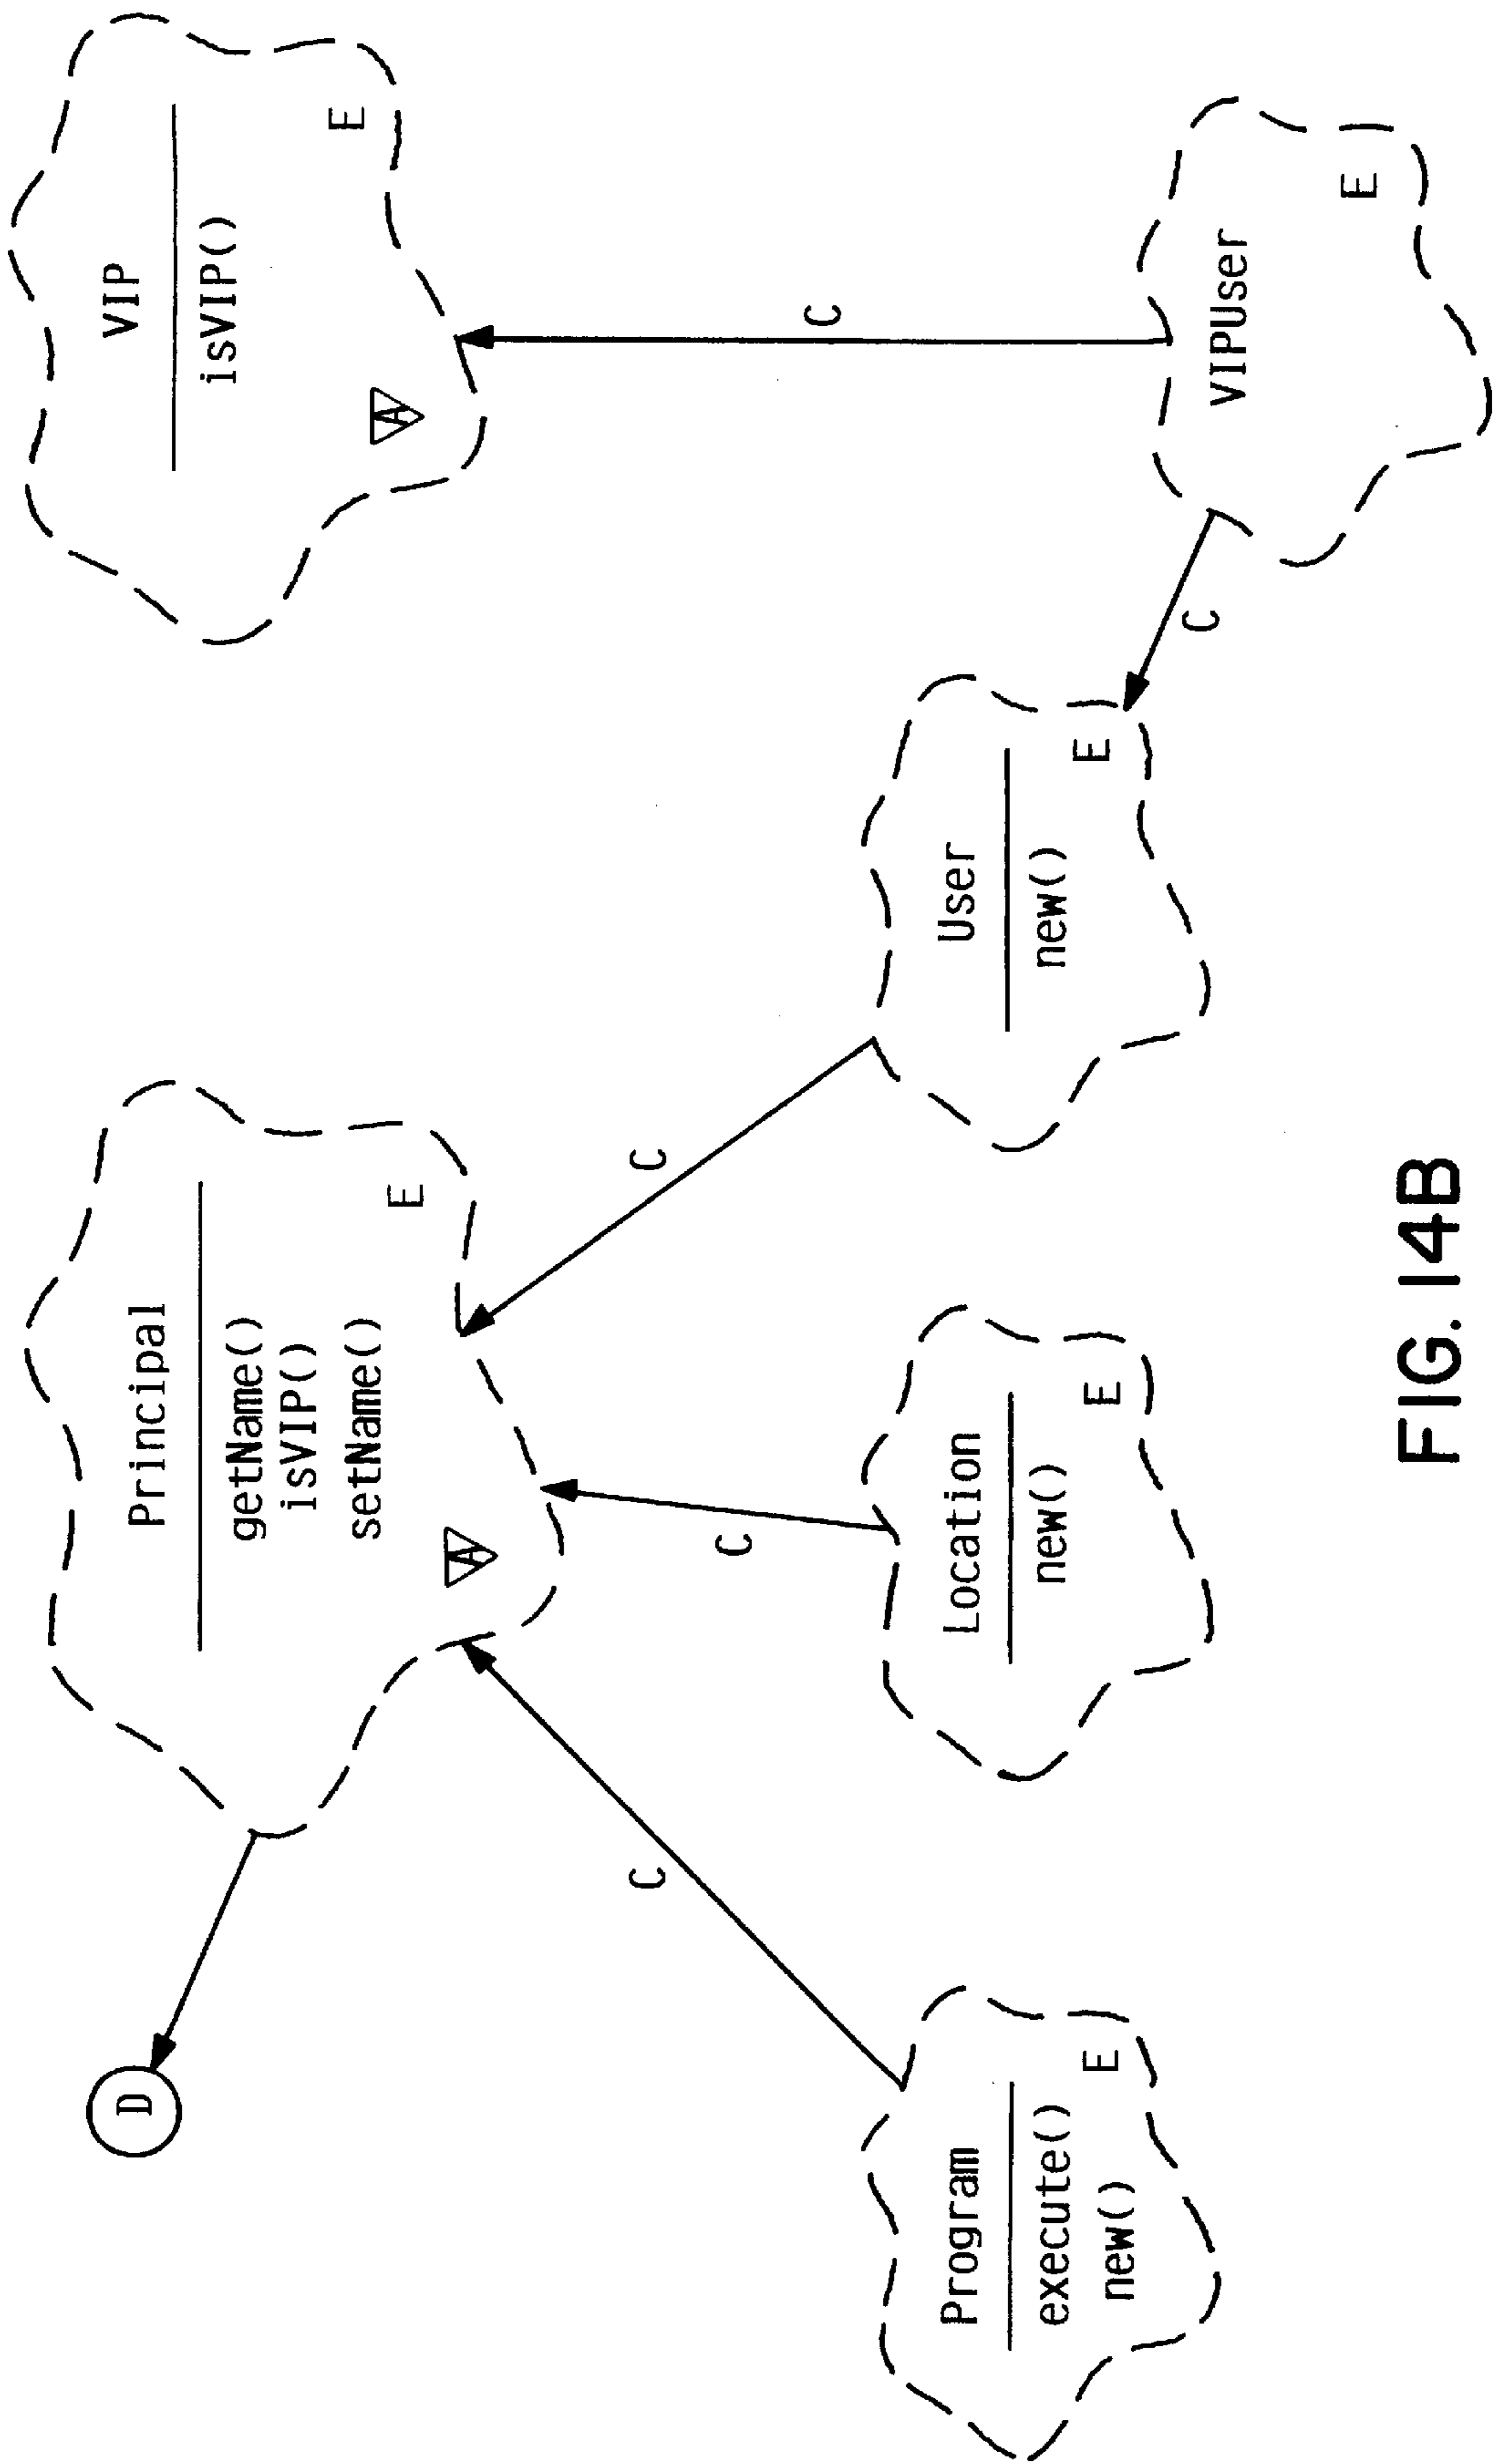 D
Principal
getName()
isVIP()
setName()
A
E
VIP
isVIP()
A
E
C
C
C
C
C
Program
execute()
new()
E
Location
new()
E
User
new()
E
VIPUser
E
FIG. 14B